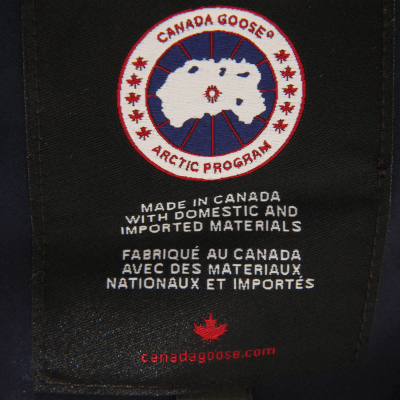 CANADA GOOSE®
ARCTIC PROGRAM
MADE IN CANADA
WITH DOMESTIC AND
IMPORTED MATERIALS
FABRIQUÉ AU CANADA
AVEC DES MATERIAUX
NATIONAUX ET IMPORTÉS
canadagoose.com